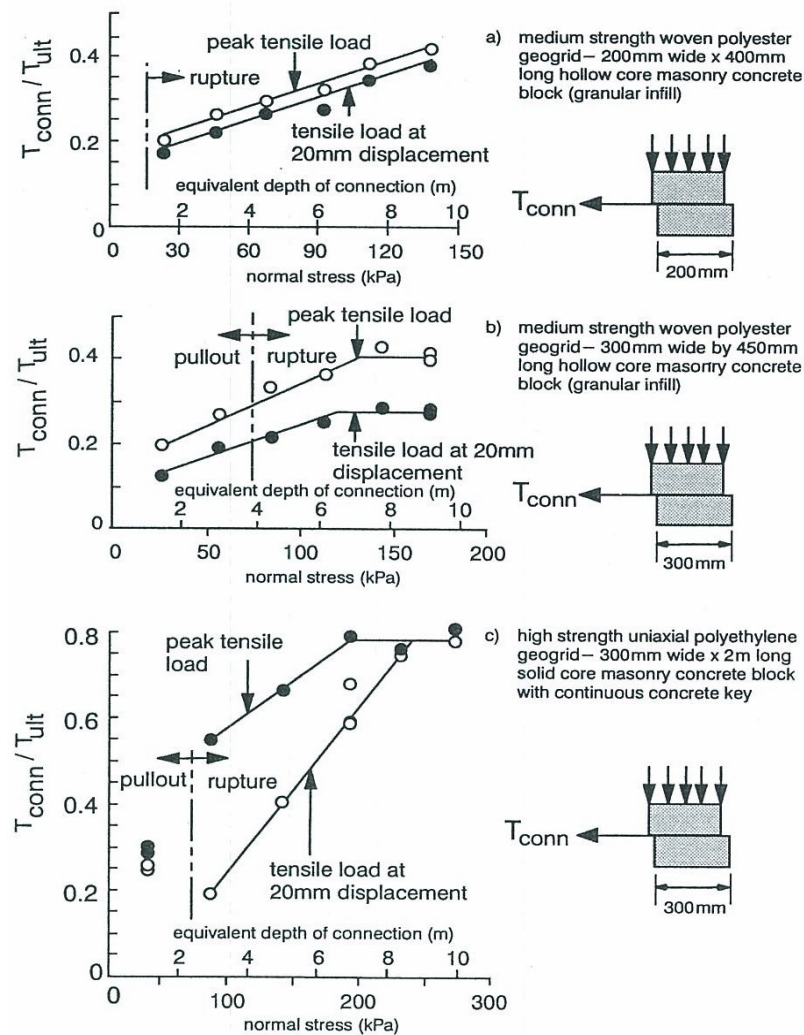 T_conn / T_ult
0.4
0.2
0
peak tensile load
rupture
tensile load at
20mm displacement
equivalent depth of connection (m)
2 4 6 8 10
0 30 60 90 120 150
normal stress (kPa)
a) medium strength woven polyester
geogrid– 200mm wide x 400mm
long hollow core masonry concrete
block (granular infill)
Tconn
200mm
T_conn / T_ult
0.4
0.2
0
peak tensile load
pullout rupture
tensile load at 20mm
displacement
equivalent depth of connection (m)
2 4 6 8 10
0 50 100 150 200
normal stress (kPa)
b) medium strength woven polyester
geogrid– 300mm wide by 450mm
long hollow core masonry concrete
block (granular infill)
Tconn
300mm
T_conn / T_ult
0.8
0.6
0.4
0.2
0
peak tensile
load
pullout rupture
tensile load at
20mm displacement
equivalent depth of connection (m)
2 4 6 8 10
0 100 200 300
normal stress (kPa)
c) high strength uniaxial polyethylene
geogrid– 300mm wide x 2m long
solid core masonry concrete block
with continuous concrete key
Tconn
300mm